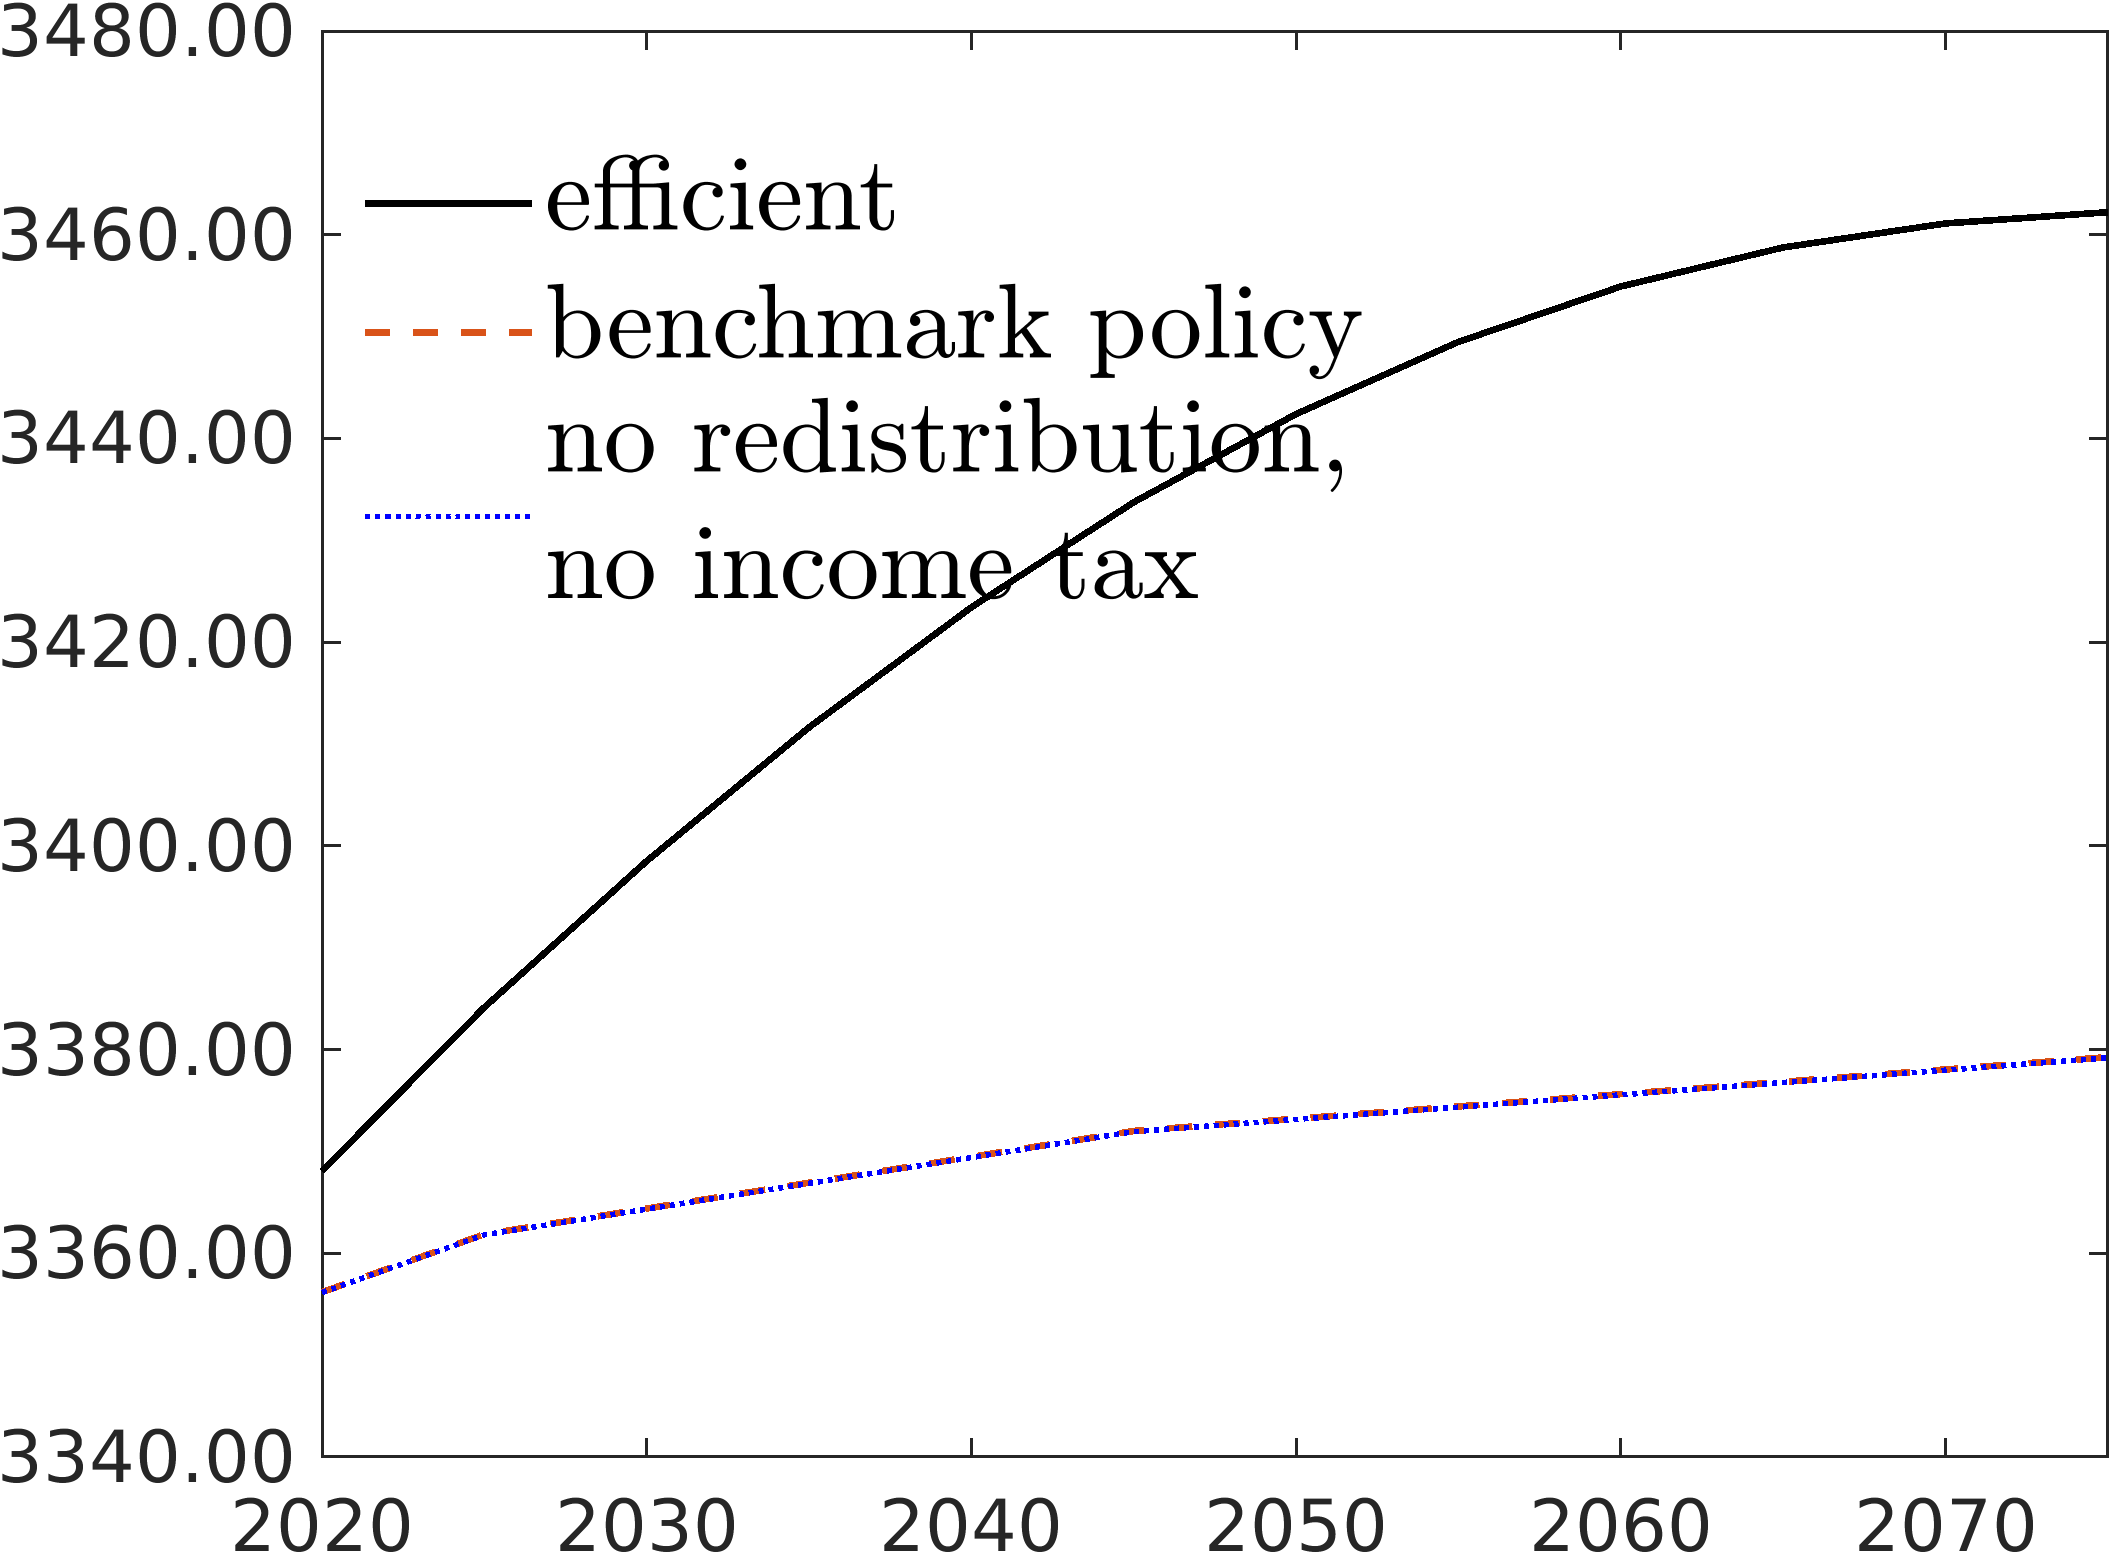 3480.00
3460.00
3440.00
3420.00
3400.00
3380.00
3360.00
3340.00
efficient
benchmark policy
no redistribution,
no income tax
2020 2030 2040 2050 2060 2070